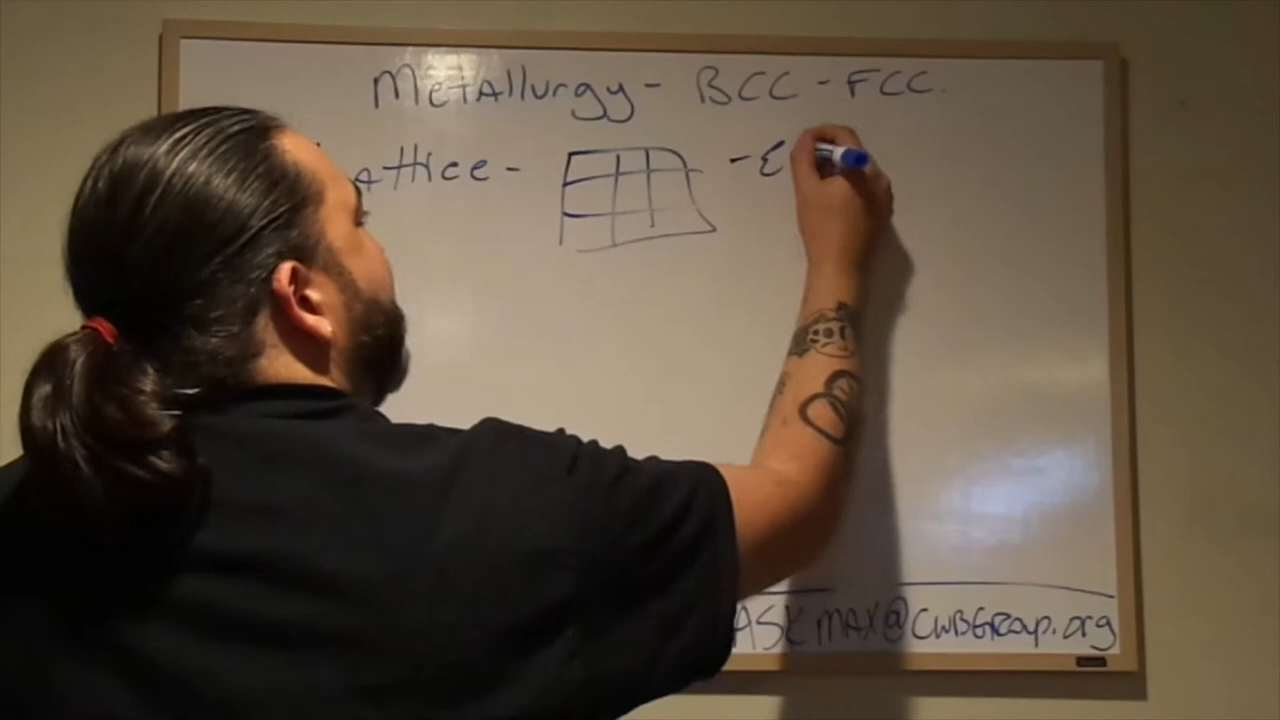 Metallurgy - BCC - FCC.
attice - - E
ASKMAX@CWBGroup.org